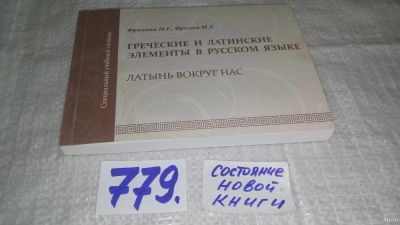 Фролова Н.Г., Фролов М.Г.
ГРЕЧЕСКИЕ И ЛАТИНСКИЕ
ЭЛЕМЕНТЫ В РУССКОМ ЯЗЫКЕ
ЛАТЫНЬ ВОКРУГ НАС
Специальный учебный словарь
779.
СОСТОЯНИЕ
НОВОЙ
КНИГИ